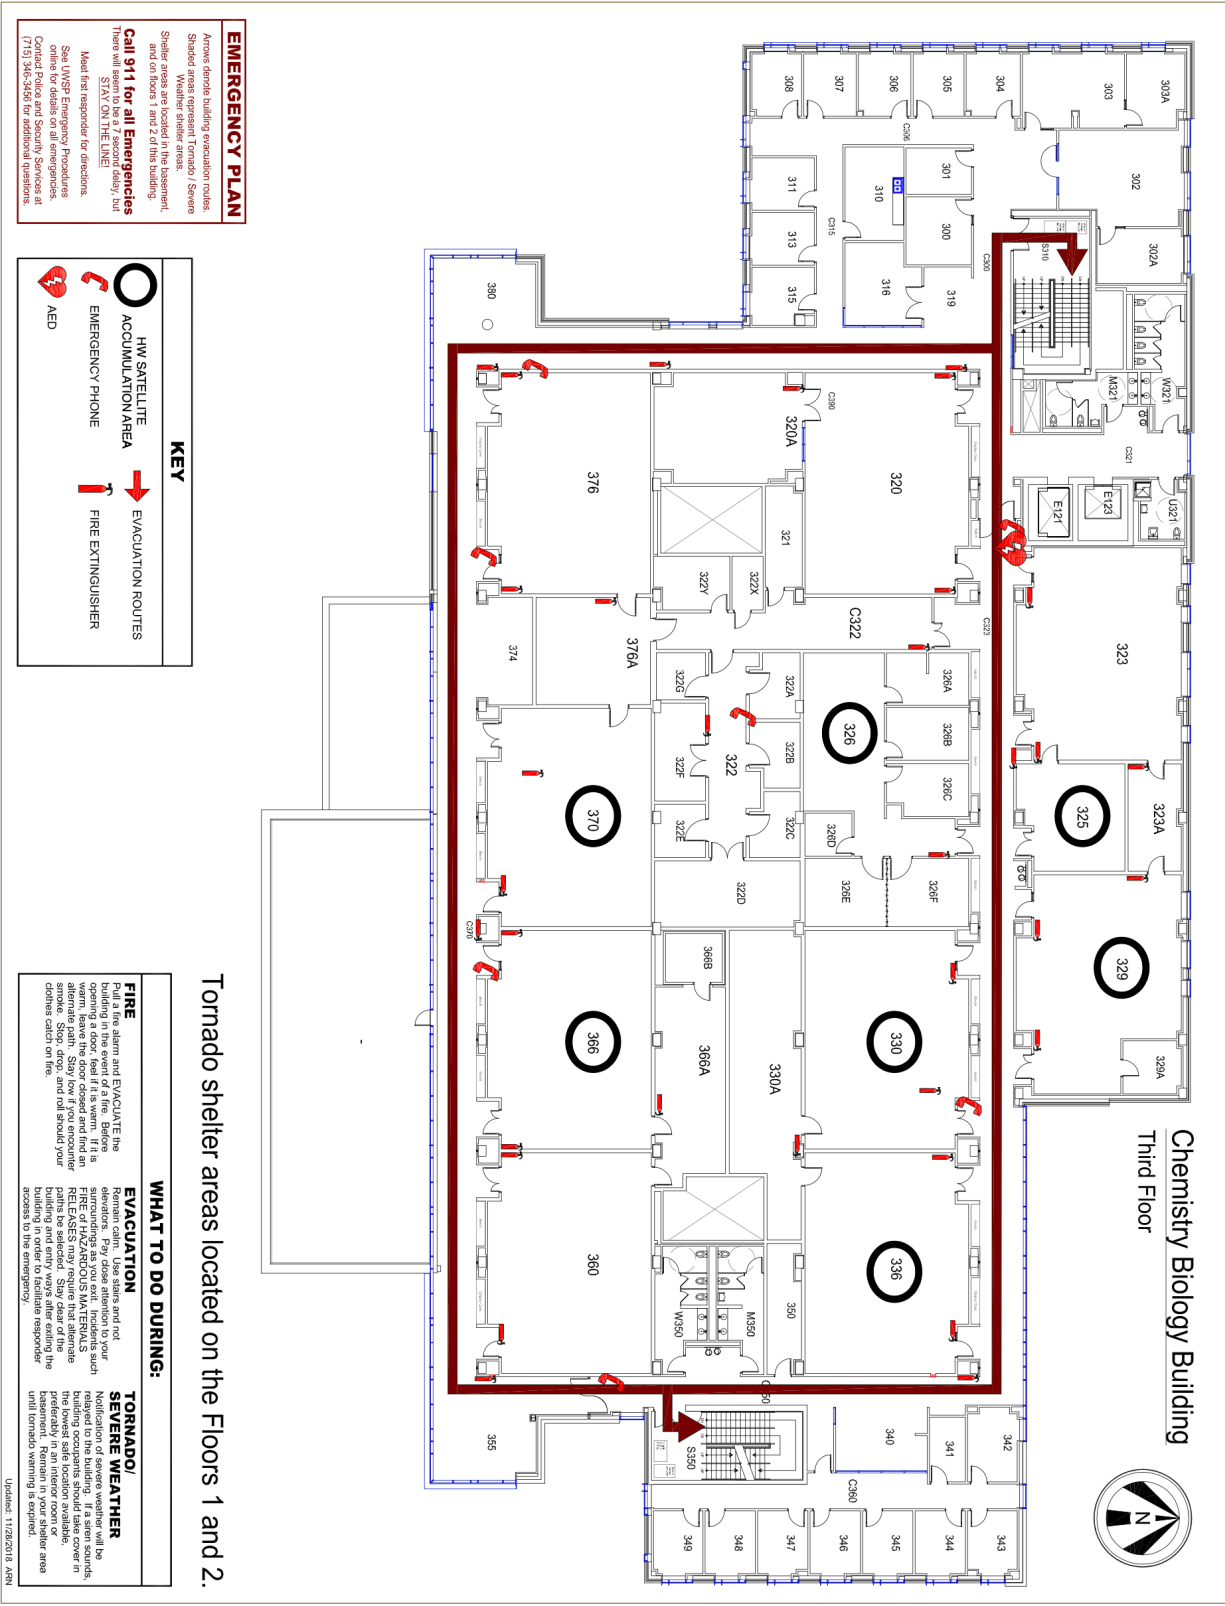 Chemistry Biology Building
Third Floor
N
303A
303
304
305
306
307
308
C306
302
302A
301
300
310
311
313
315
C315
316
319
C300
S310
380
W321
M321
C321
U321
E123
E121
C390
320A
320
376
321
322X
322Y
C322
C323
376A
374
323
323A
325
329
329A
322G
322A
322B
322C
322
322F
322E
322D
326
326A
326B
326C
326D
326E
326F
370
C370
366
366B
366A
330A
330
336
360
350
M350
W350
S350
355
340
341
342
C360
343
344
345
346
347
348
349
Tornado shelter areas located on the Floors 1 and 2.
EMERGENCY PLAN
Arrows denote building evacuation routes.
Shaded areas represent Tornado / Severe
Weather shelter areas.
Shelter areas are located in the basement,
and on floors 1 and 2 of this building.
Call 911 for all Emergencies
There will seem to be a 7 second delay, but
STAY ON THE LINE!
Meet first responder for directions.
See UWSP Emergency Procedures
online for details on all emergencies.
Contact Police and Security Services at
(715) 346-3456 for additional questions.
KEY
HW SATELLITE
ACCUMULATION AREA
EVACUATION ROUTES
EMERGENCY PHONE
FIRE EXTINGUISHER
AED
WHAT TO DO DURING:
FIRE
Pull a fire alarm and EVACUATE the
building in the event of a fire. Before
opening a door, feel if it is warm. If it is
warm, leave the door closed and find an
alternate path. Stay low if you encounter
smoke. Stop, drop, and roll should your
clothes catch on fire.
EVACUATION
Remain calm. Use stairs and not
elevators. Pay close attention to your
surroundings as you exit. Incidents such
FIRE of HAZARDOUS MATERIALS
RELEASES may require that alternate
paths be selected. Stay clear of the
building and entry ways after exiting the
building in order to facilitate responder
access to the emergency.
TORNADO/
SEVERE WEATHER
Notification of severe weather will be
relayed to the building. If a siren sounds,
building occupants should take cover in
the lowest safe location available,
preferably in an interior room or
basement. Remain in your shelter area
until tornado warning is expired.
Updated: 11/28/2018 ARN